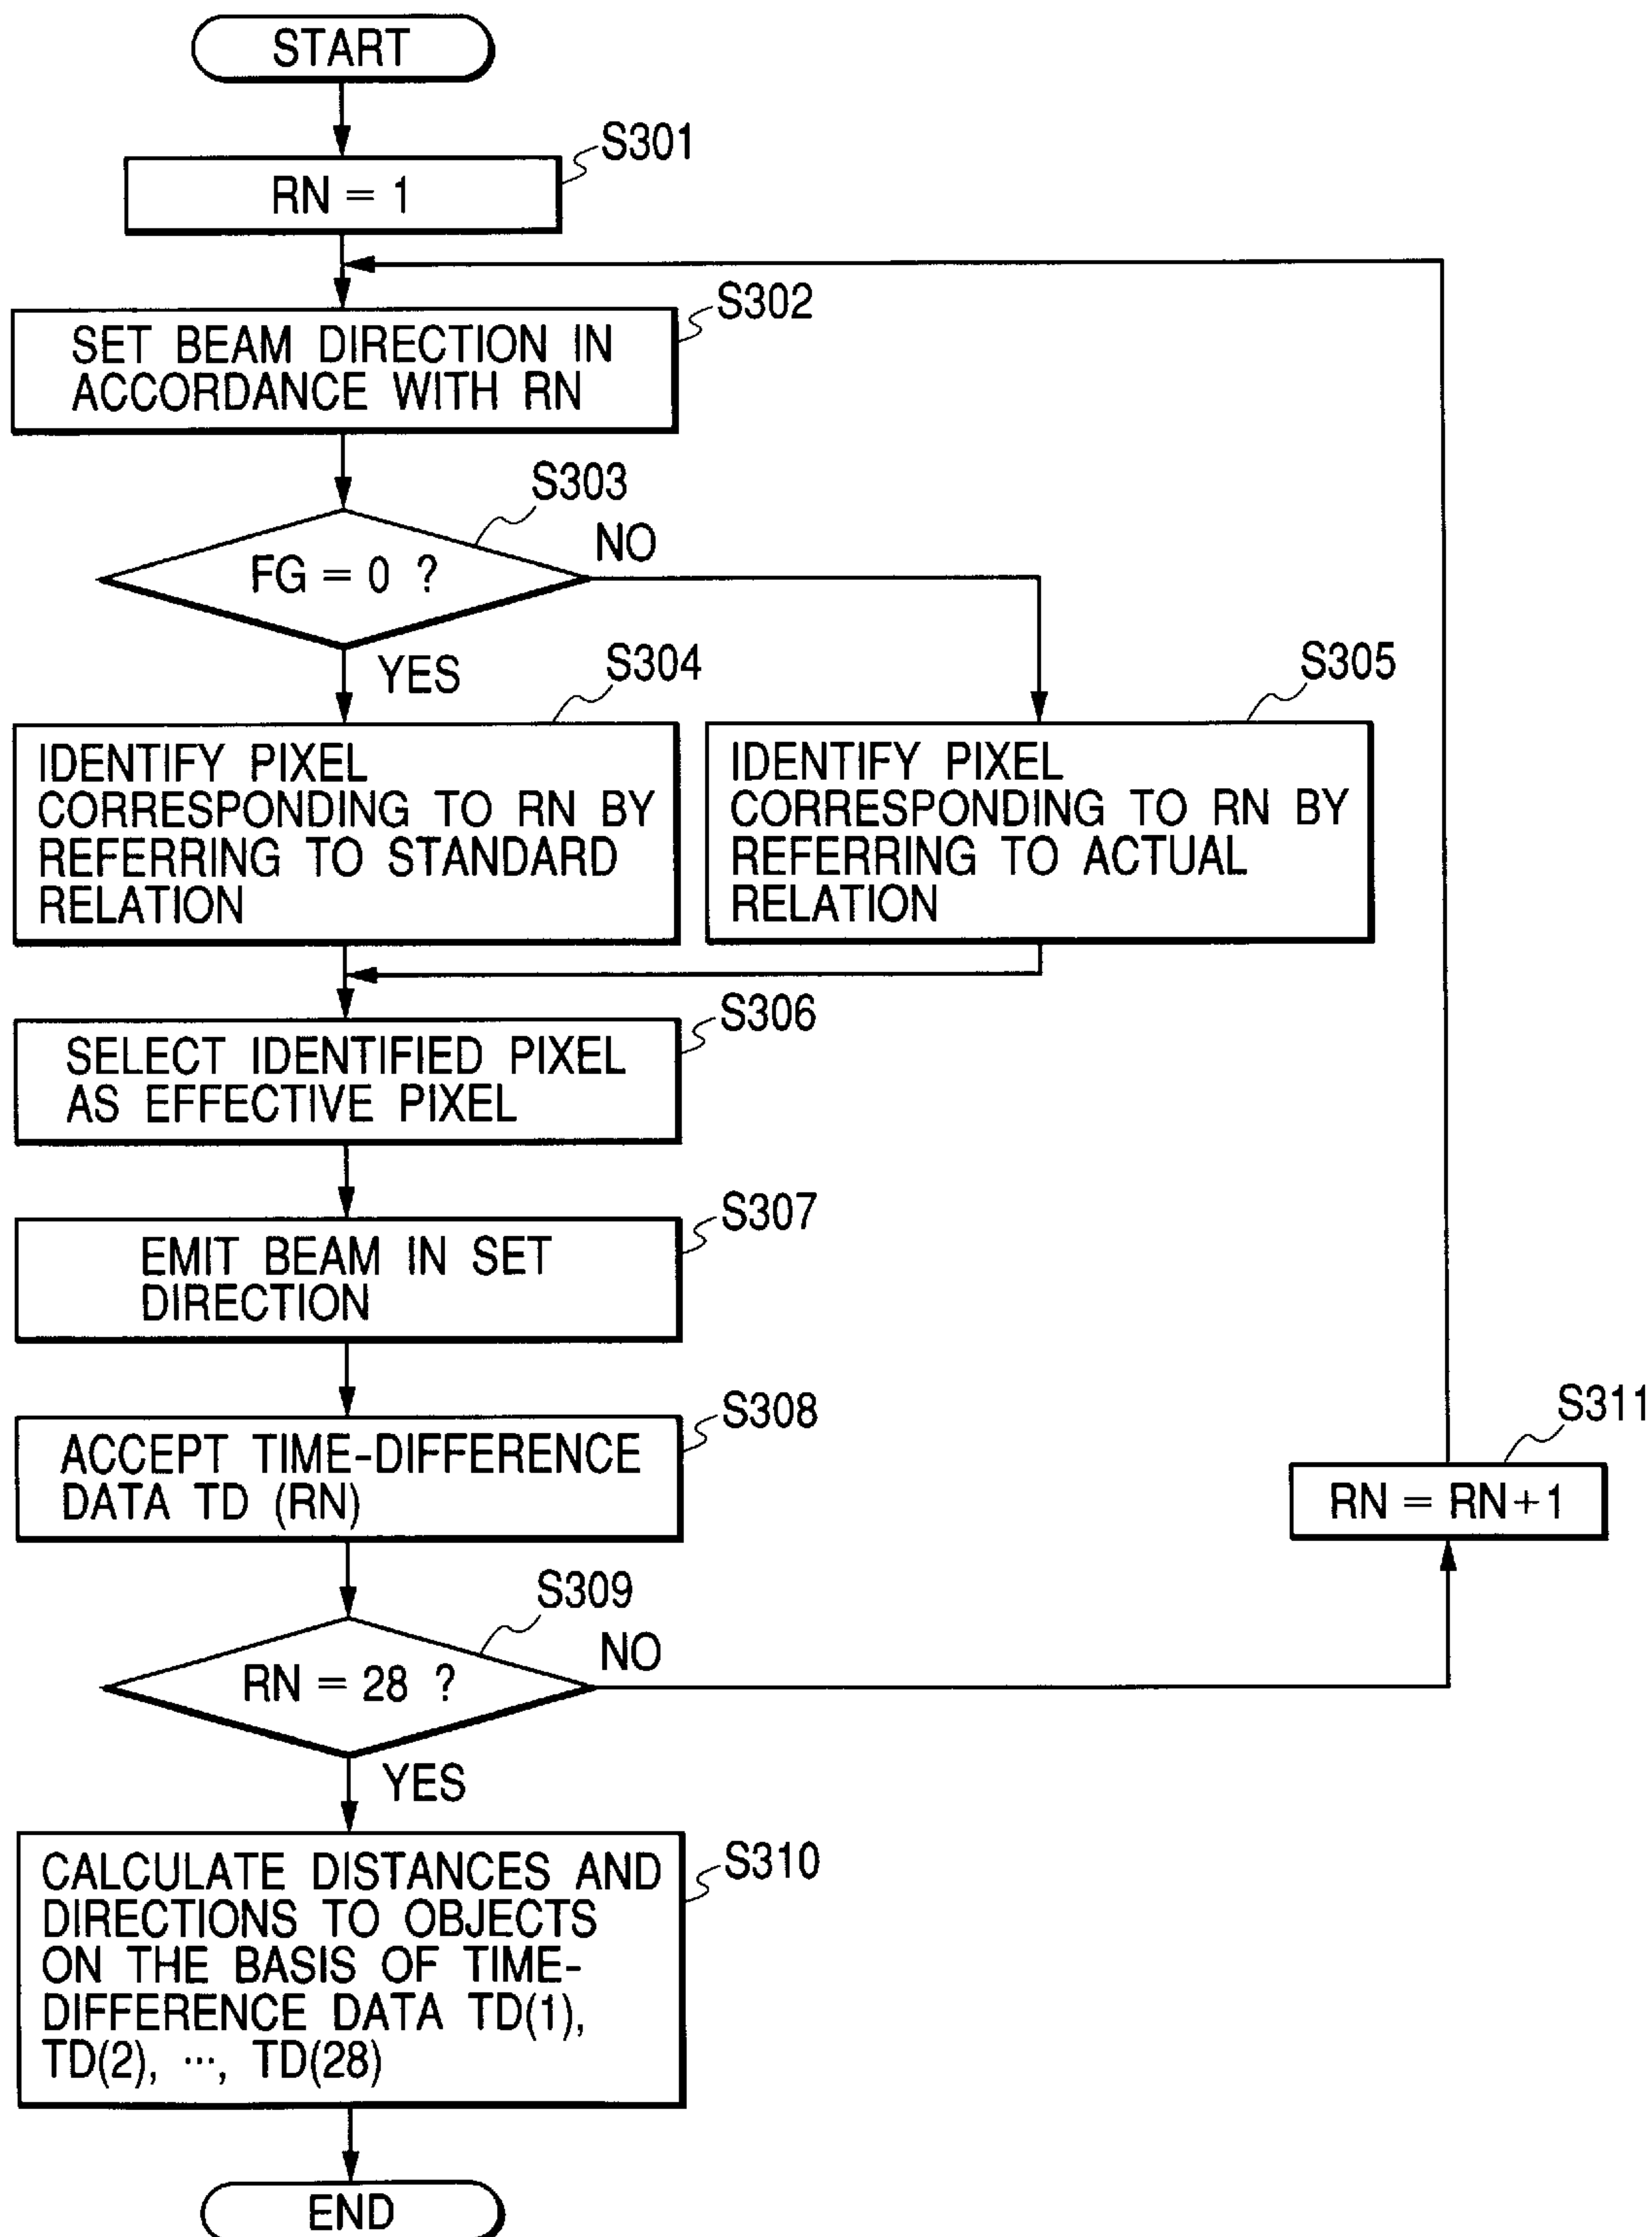 START
S301
RN = 1
S302
SET BEAM DIRECTION IN
ACCORDANCE WITH RN
S303
FG = 0 ?
NO
YES
S304
IDENTIFY PIXEL
CORRESPONDING TO RN BY
REFERRING TO STANDARD
RELATION
S305
IDENTIFY PIXEL
CORRESPONDING TO RN BY
REFERRING TO ACTUAL
RELATION
S306
SELECT IDENTIFIED PIXEL
AS EFFECTIVE PIXEL
S307
EMIT BEAM IN SET
DIRECTION
S308
ACCEPT TIME-DIFFERENCE
DATA TD (RN)
S311
RN = RN+1
S309
RN = 28 ?
NO
YES
S310
CALCULATE DISTANCES AND
DIRECTIONS TO OBJECTS
ON THE BASIS OF TIME-
DIFFERENCE DATA TD(1),
TD(2), ···, TD(28)
END